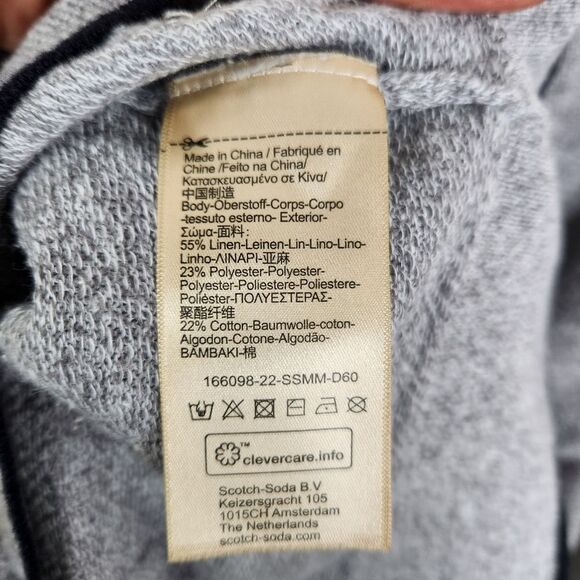 Made in China / Fabriqué en
Chine /Feito na China/
Κατασκευασμένο σε Κίνα/
中国制造
Body-Oberstoff-Corps-Corpo
-tessuto esterno- Exterior-
Σώμα-面料:
55% Linen-Leinen-Lin-Lino-Lino-
Linho-ΛΙΝΑΡΙ-亚麻
23% Polyester-Polyester-
Polyester-Poliestere-Poliestere-
Poliéster-ΠΟΛΥΕΣΤΕΡΑΣ-
聚酯纤维
22% Cotton-Baumwolle-coton-
Algodon-Cotone-Algodão-
BAMBAKI-棉
166098-22-SSMM-D60
™ clevercare.info
Scotch-Soda B.V
Keizersgracht 105
1015CH Amsterdam
The Netherlands
scotch-soda.com